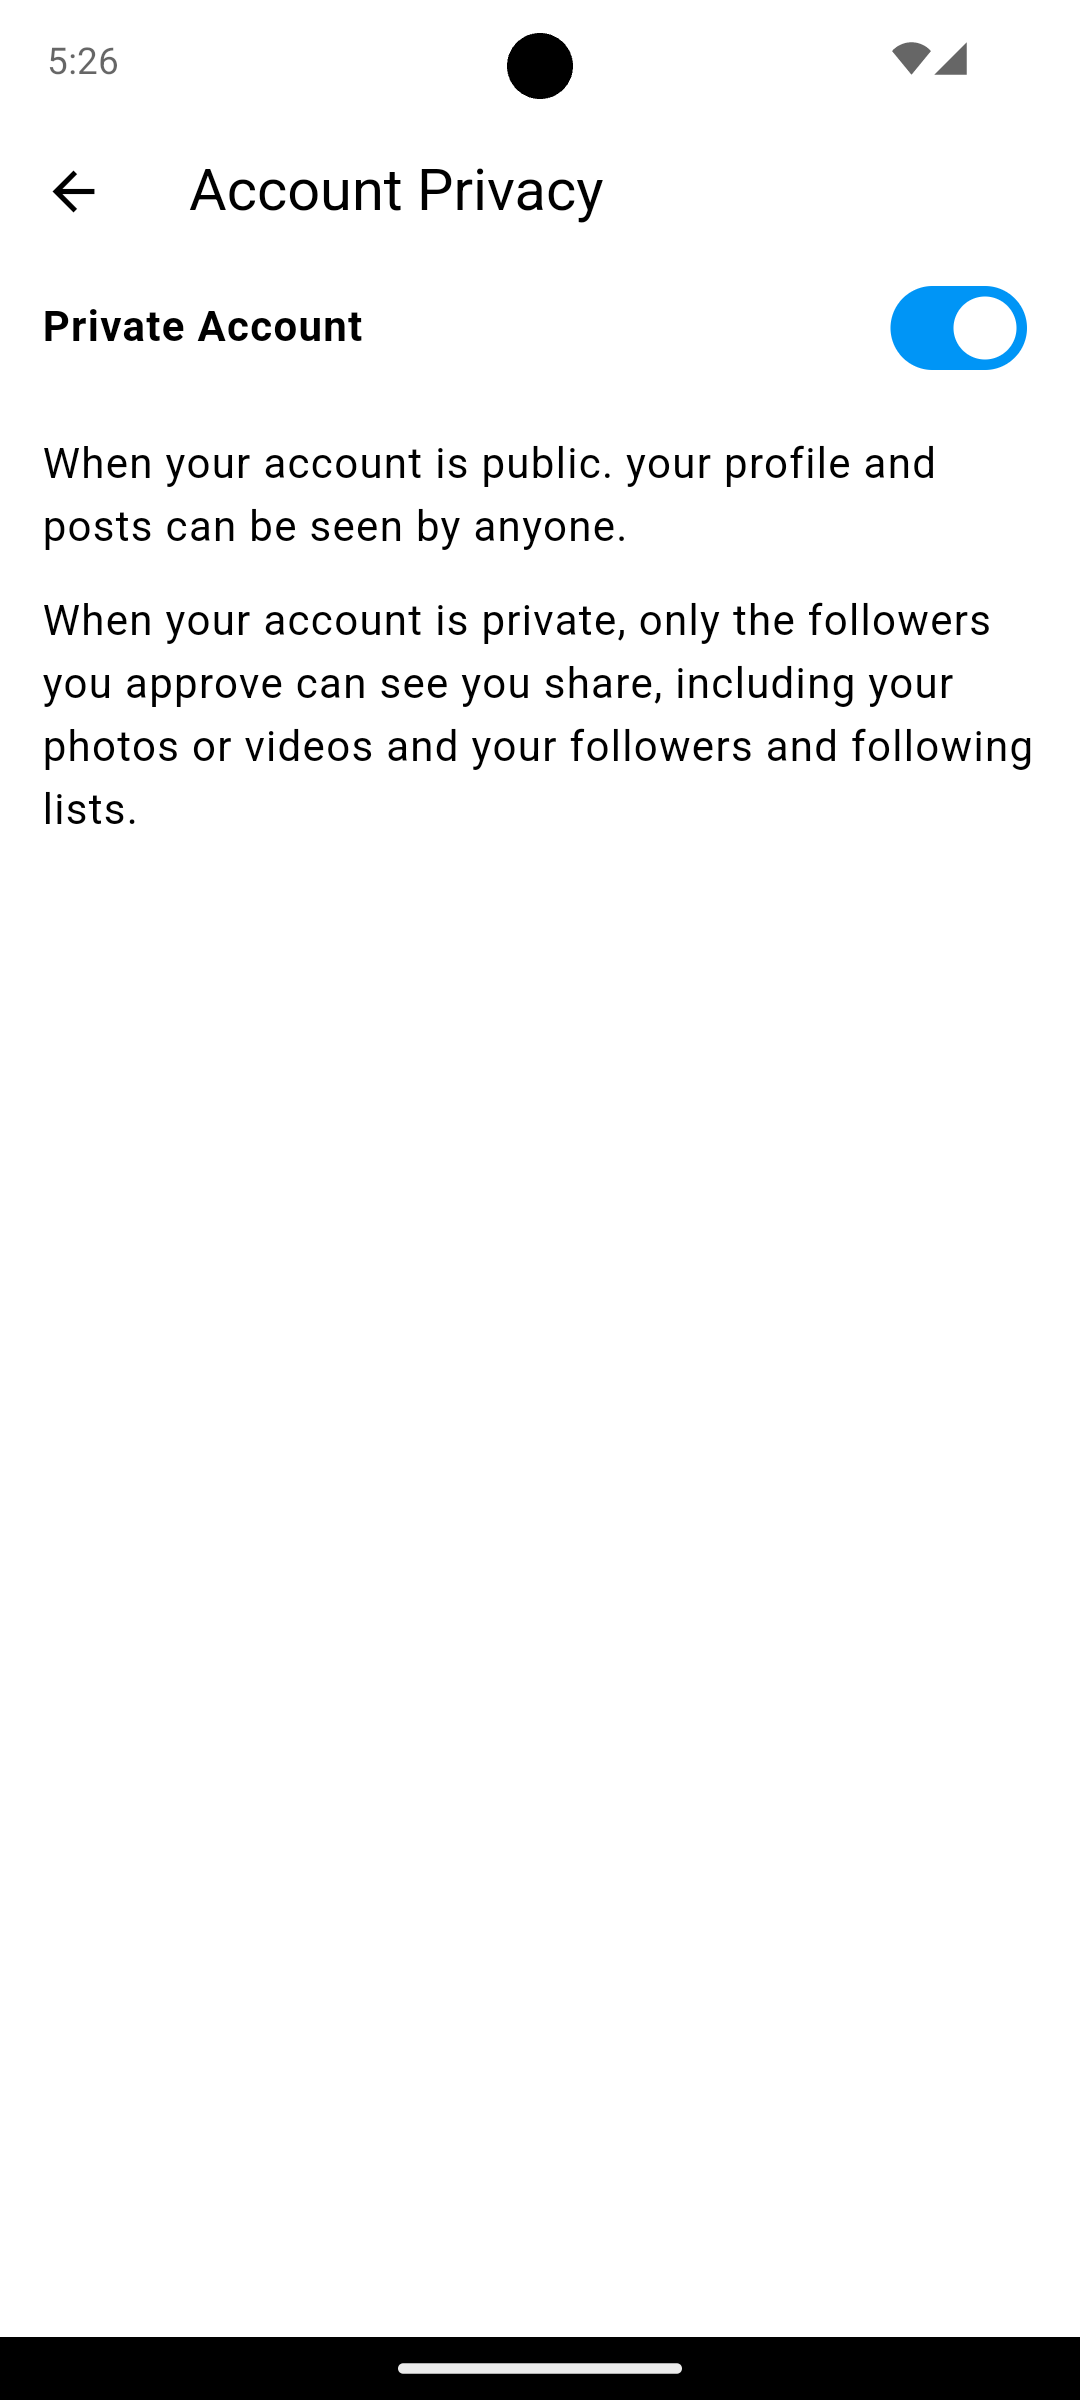 5:26
Account Privacy
Private Account
When your account is public. your profile and
posts can be seen by anyone.
When your account is private, only the followers
you approve can see you share, including your
photos or videos and your followers and following
lists.